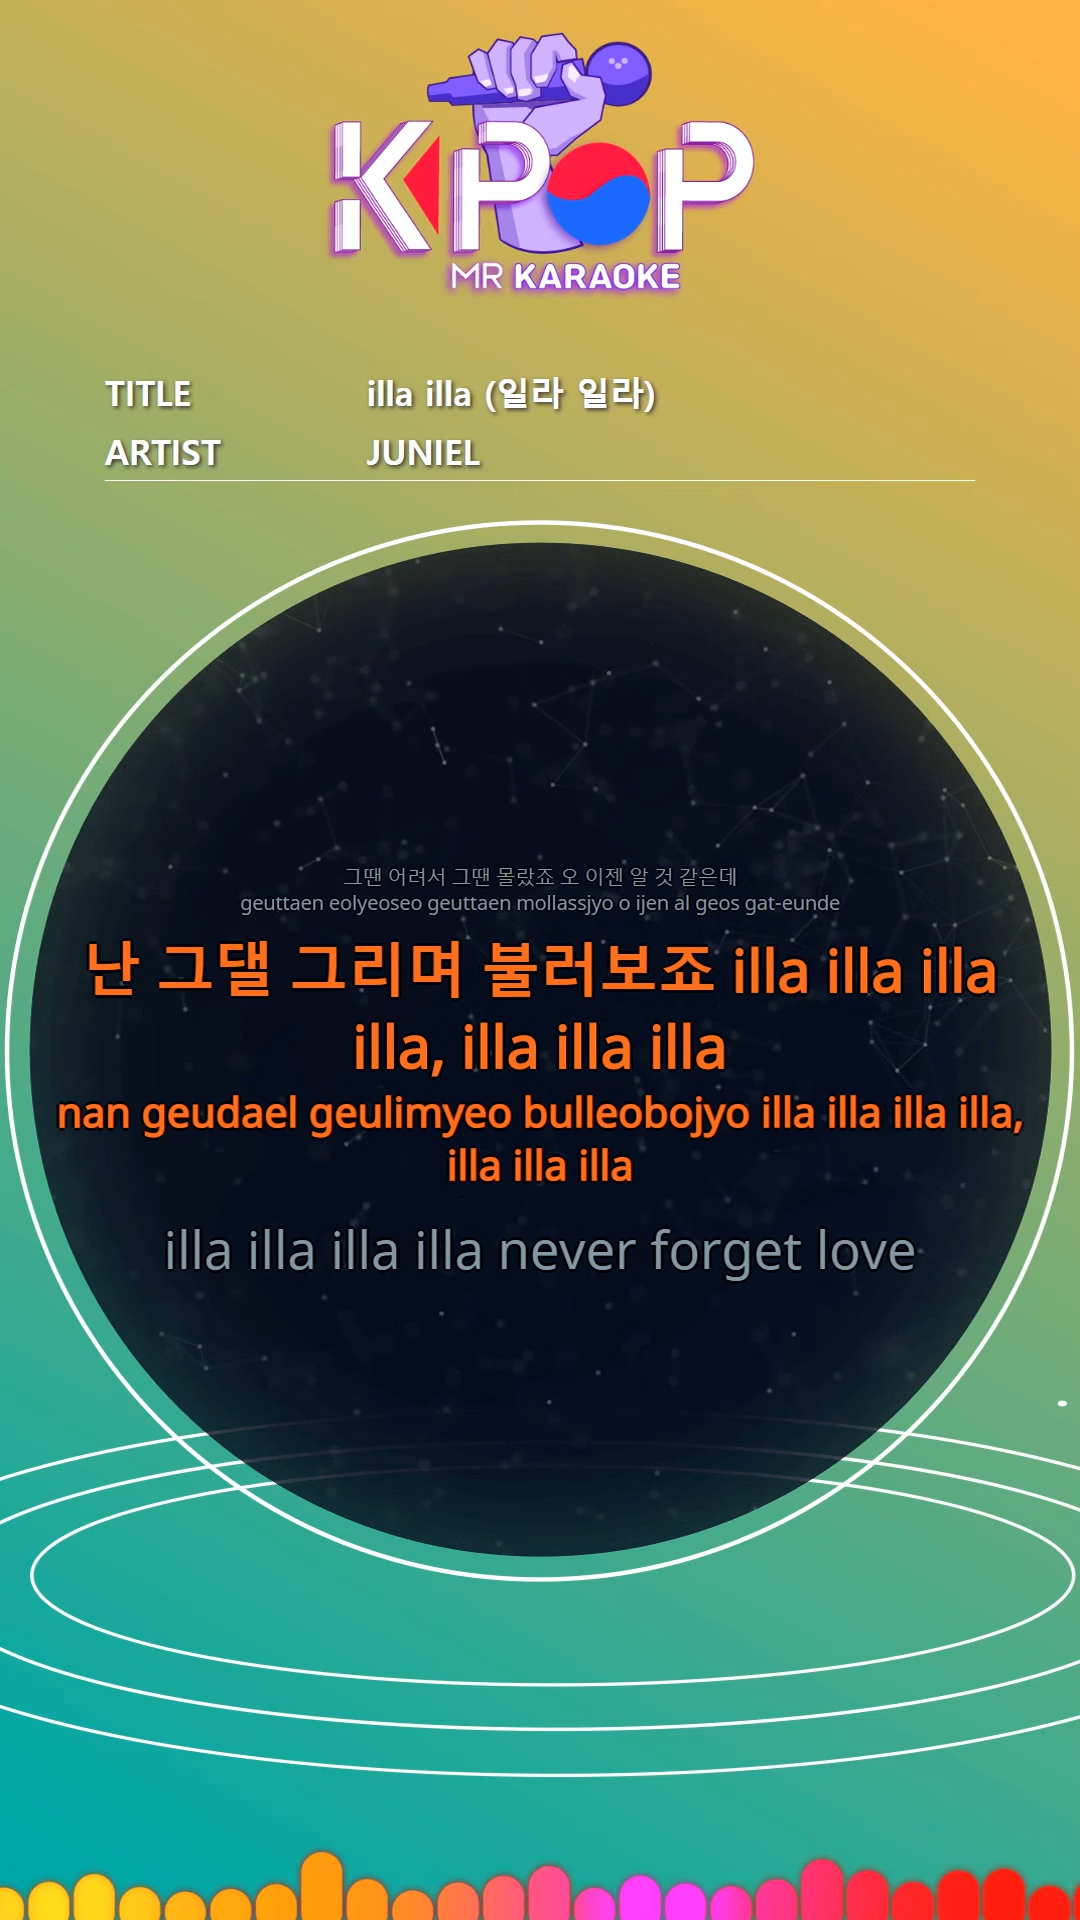 KPOP
MR KARAOKE
TITLE illa illa (일라 일라)
ARTIST JUNIEL
그땐 어려서 그땐 몰랐죠 오 이젠 알 것 같은데
geuttaen eolyeoseo geuttaen mollassjyo o ijen al geos gat-eunde
난 그댈 그리며 불러보죠 illa illa illa
illa, illa illa illa
nan geudael geulimyeo bulleobojyo illa illa illa illa,
illa illa illa
illa illa illa illa never forget love